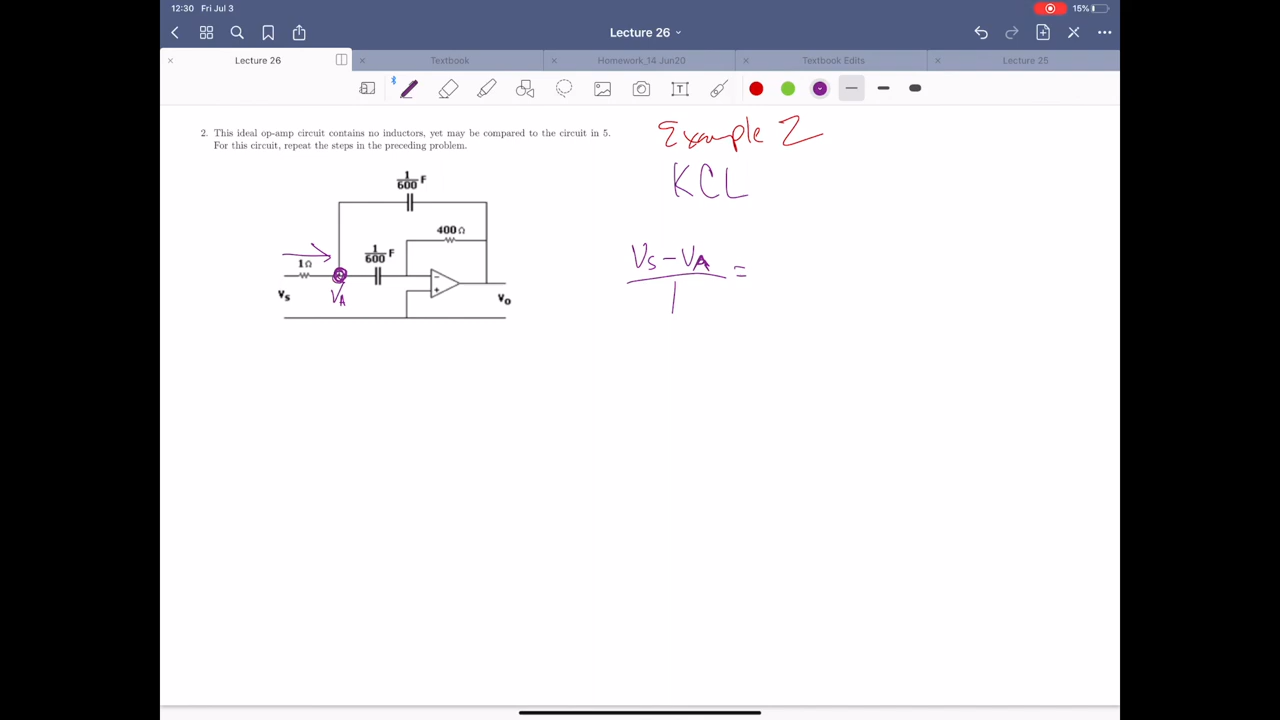 12:30 Fri Jul 3
15%
Lecture 26
Lecture 26
Textbook
Homework_14 Jun20
Textbook Edits
Lecture 25
2. This ideal op-amp circuit contains no inductors, yet may be compared to the circuit in 5.
For this circuit, repeat the steps in the preceding problem.
Example 2
KCL
1/600 F
400Ω
1/600 F
1Ω
- 
+
Vs
VA
Vo
(Vs - VA)/1 =